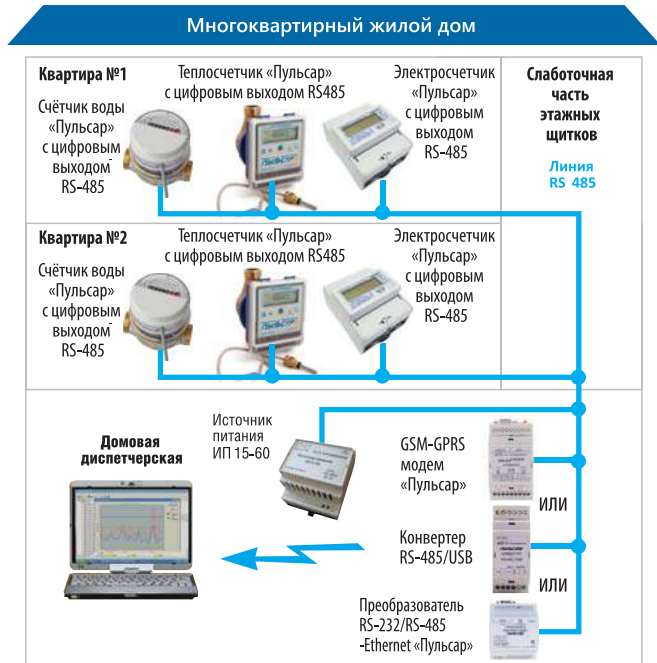 Многоквартирный жилой дом
Квартира №1
Счётчик воды
«Пульсар»
с цифровым
выходом
RS-485
Теплосчетчик «Пульсар»
с цифровым выходом RS485
Электросчетчик
«Пульсар»
с цифровым
выходом
RS-485
Слаботочная
часть
этажных
щитков
Линия
RS 485
Квартира №2
Счётчик воды
«Пульсар»
с цифровым
выходом
RS-485
Теплосчетчик «Пульсар»
с цифровым выходом RS485
Электросчетчик
«Пульсар»
с цифровым
выходом
RS-485
Домовая
диспетчерская
Источник
питания
ИП 15-60
GSM-GPRS
модем
«Пульсар»
ИЛИ
Конвертер
RS-485/USB
ИЛИ
Преобразователь
RS-232/RS-485
-Ethernet «Пульсар»